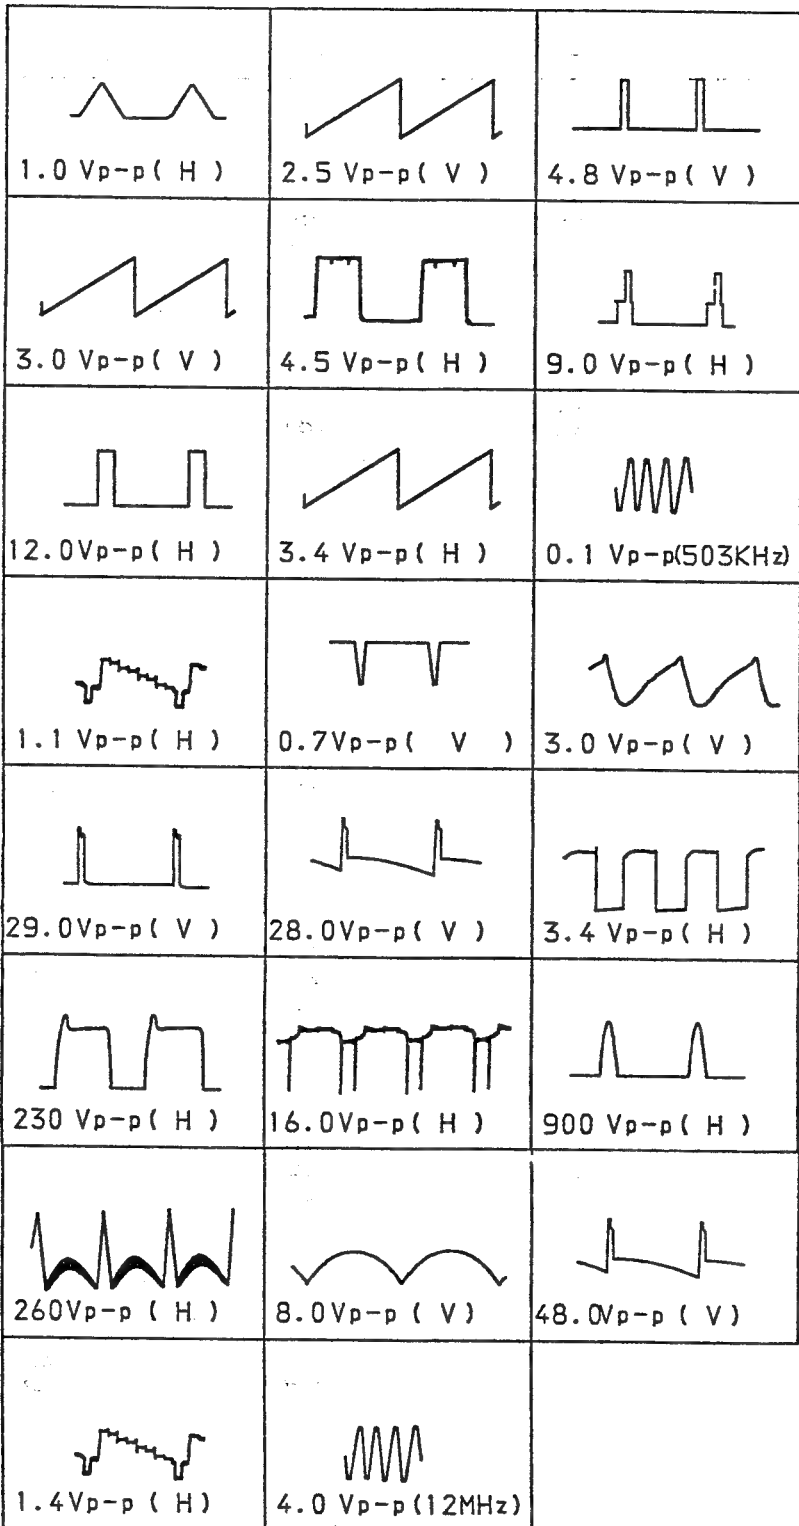 1.0 Vp-p( H ) 2.5 Vp-p( V ) 4.8 Vp-p( V )
3.0 Vp-p( V ) 4.5 Vp-p( H ) 9.0 Vp-p( H )
12.0Vp-p( H ) 3.4 Vp-p( H ) 0.1 Vp-p(503KHz)
1.1 Vp-p( H ) 0.7Vp-p( V ) 3.0 Vp-p( V )
29.0Vp-p( V ) 28.0Vp-p( V ) 3.4 Vp-p( H )
230 Vp-p( H ) 16.0Vp-p( H ) 900 Vp-p( H )
260Vp-p ( H ) 8.0Vp-p ( V ) 48.0Vp-p ( V )
1.4Vp-p ( H ) 4.0 Vp-p(12MHz)